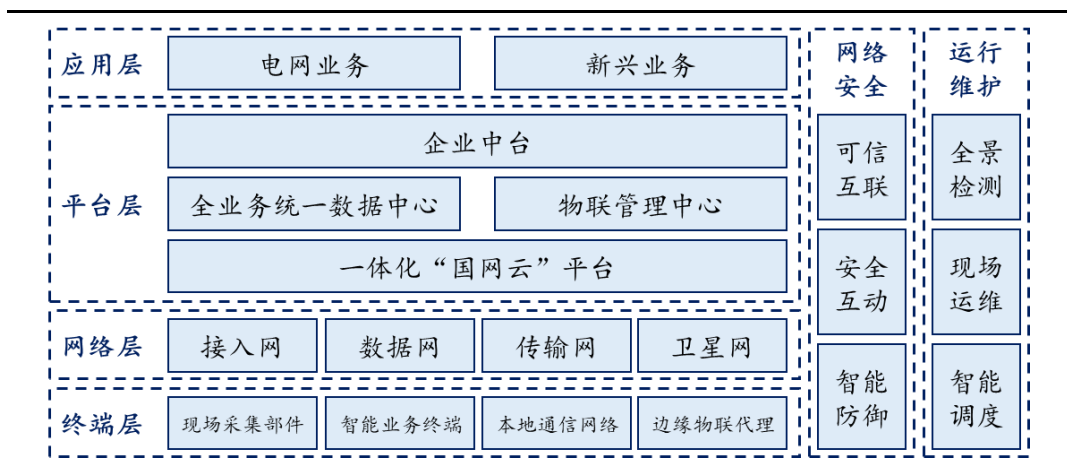 应用层
电网业务
新兴业务
平台层
企业中台
全业务统一数据中心
物联管理中心
一体化“国网云”平台
网络层
接入网
数据网
传输网
卫星网
终端层
现场采集部件
智能业务终端
本地通信网络
边缘物联代理
网络
安全
可信
互联
安全
互动
智能
防御
运行
维护
全景
检测
现场
运维
智能
调度